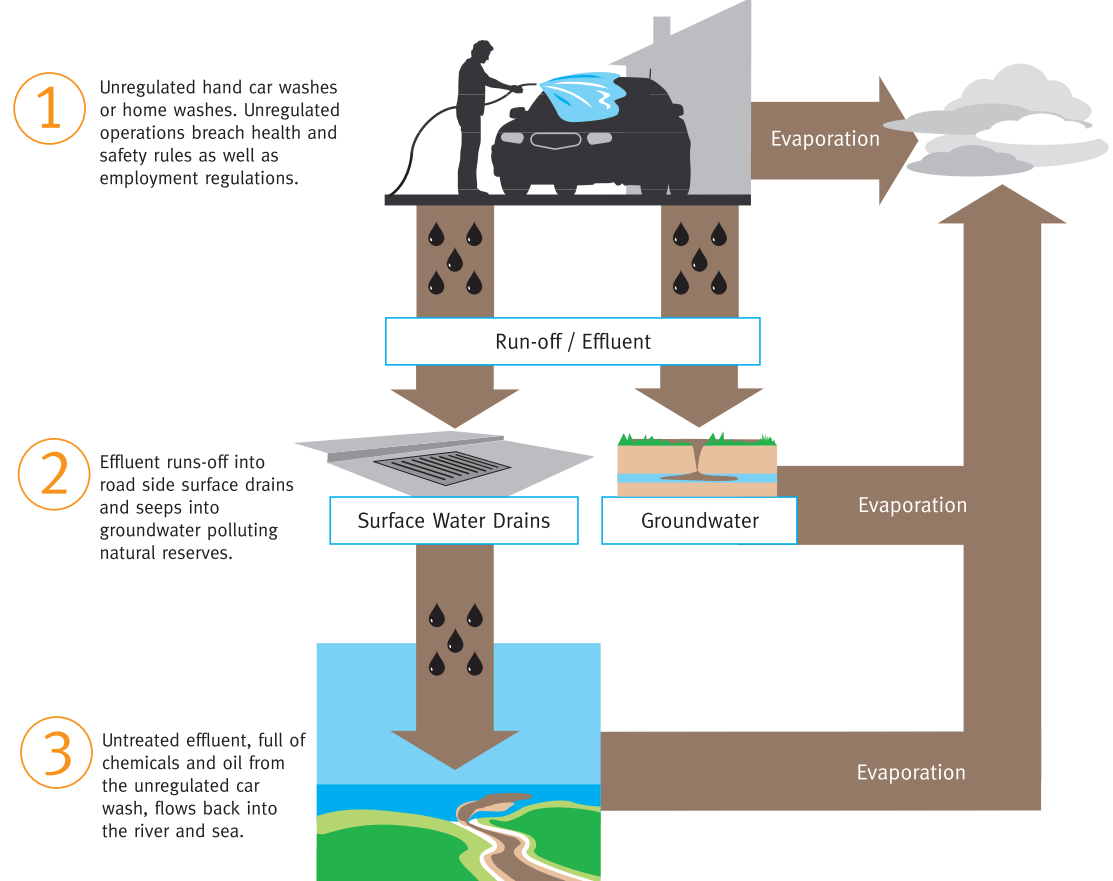 1
Unregulated hand car washes
or home washes. Unregulated
operations breach health and
safety rules as well as
employment regulations.
Evaporation
Run-off / Effluent
2
Effluent runs-off into
road side surface drains
and seeps into
groundwater polluting
natural reserves.
Surface Water Drains
Groundwater
Evaporation
3
Untreated effluent, full of
chemicals and oil from
the unregulated car
wash, flows back into
the river and sea.
Evaporation